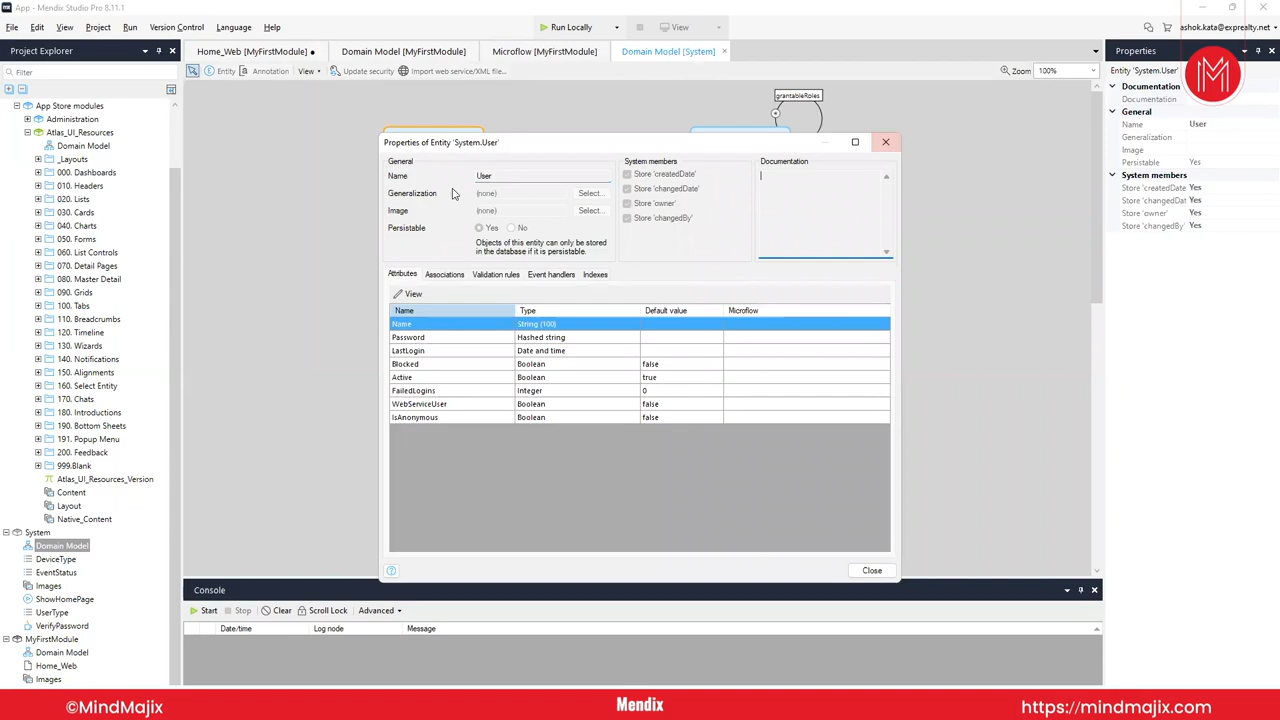 App - Mendix Studio Pro 8.11.1
File Edit View Project Run Version Control Language Help
Run Locally View
ashok.kata@exprealty.net
Project Explorer
Home_Web [MyFirstModule]
Domain Model [MyFirstModule]
Microflow [MyFirstModule]
Domain Model [System]
Properties
Filter
Entity Annotation View Update security Import web service/XML file...
Zoom 100%
App Store modules
Administration
Atlas_UI_Resources
Domain Model
_Layouts
000. Dashboards
010. Headers
020. Lists
030. Cards
040. Charts
050. Forms
060. List Controls
070. Detail Pages
080. Master Detail
090. Grids
100. Tabs
110. Breadcrumbs
120. Timeline
130. Wizards
140. Notifications
150. Alignments
160. Select Entity
170. Chats
180. Introductions
190. Bottom Sheets
191. Popup Menu
200. Feedback
999.Blank
Atlas_UI_Resources_Version
Content
Layout
Native_Content
System
Domain Model
DeviceType
EventStatus
Images
ShowHomePage
UserType
VerifyPassword
MyFirstModule
Domain Model
Home_Web
Images
grantableRoles
Properties of Entity 'System.User'
General
Name User
Generalization (none) Select...
Image (none) Select...
Persistable Yes No
Objects of this entity can only be stored
in the database if it is persistable.
System members
Store 'createdDate'
Store 'changedDate'
Store 'owner'
Store 'changedBy'
Documentation
Attributes Associations Validation rules Event handlers Indexes
View
Name Type Default value Microflow
Name String (100)
Password Hashed string
LastLogin Date and time
Blocked Boolean false
Active Boolean true
FailedLogins Integer 0
WebServiceUser Boolean false
IsAnonymous Boolean false
Close
Console
Start Stop Clear Scroll Lock Advanced
Date/time Log node Message
Entity 'System.User'
Documentation
Documentation
General
Name User
Generalization
Image
Persistable Yes
System members
Store 'createdDate Yes
Store 'changedDat Yes
Store 'owner' Yes
Store 'changedBy' Yes
©MindMajix
Mendix
https://mindmajix.com